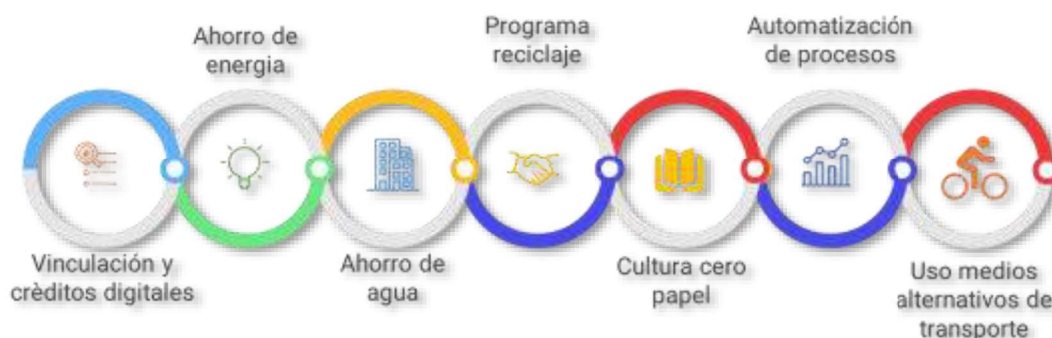 Vinculación y
crèditos digitales
Ahorro de
energia
Ahorro de
agua
Programa
reciclaje
Cultura cero
papel
Automatización
de procesos
Uso medios
alternativos de
transporte